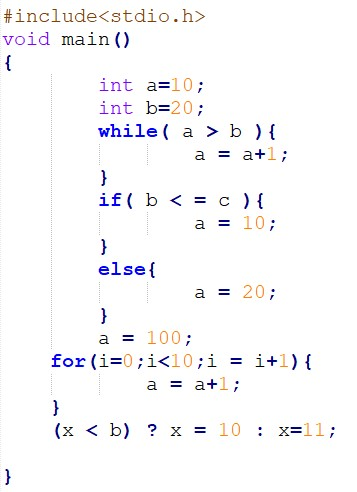 #include<stdio.h>
void main()
{
int a=10;
int b=20;
while( a > b ){
a = a+1;
}
if( b < = c ){
a = 10;
}
else{
a = 20;
}
a = 100;
for(i=0;i<10;i = i+1){
a = a+1;
}
(x < b) ? x = 10 : x=11;
}